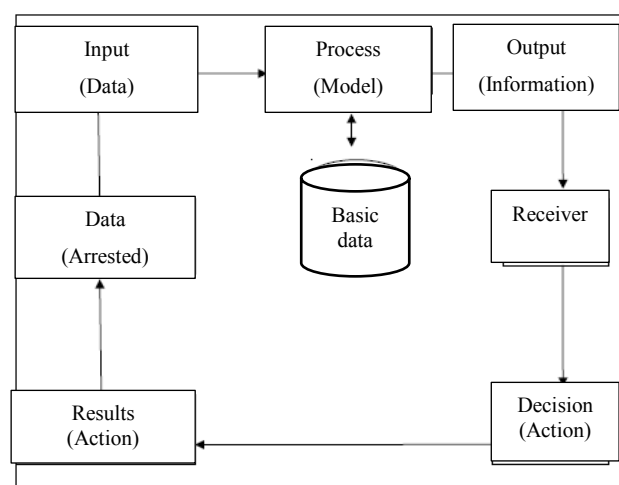 Input
(Data)
Process
(Model)
Output
(Information)
Data
(Arrested)
Basic
data
Receiver
Results
(Action)
Decision
(Action)